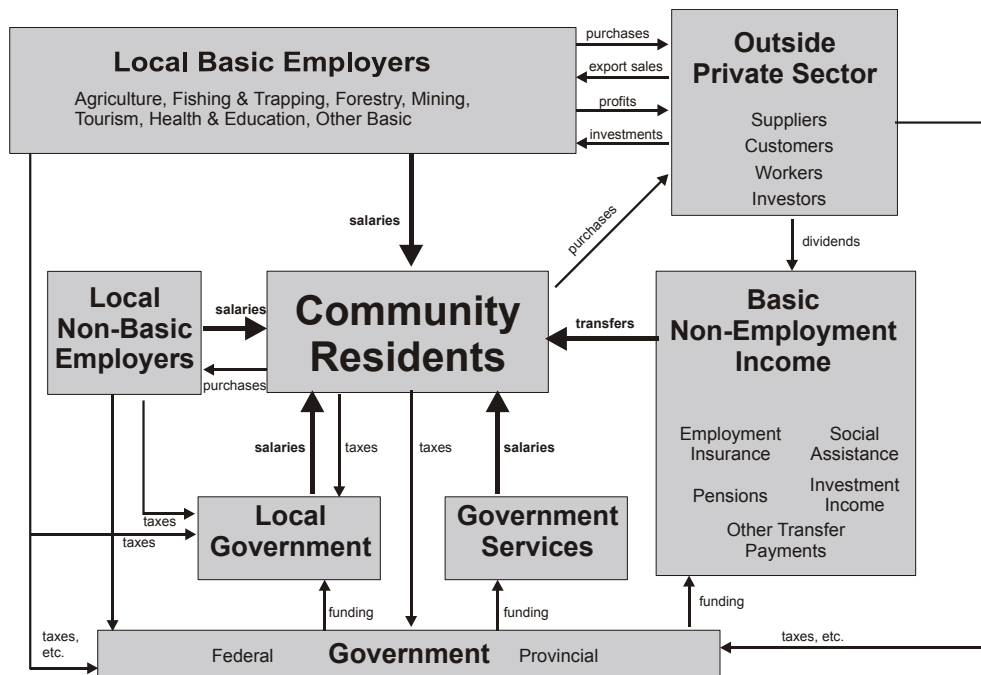 Local Basic Employers
Agriculture, Fishing & Trapping, Forestry, Mining,
Tourism, Health & Education, Other Basic
purchases
export sales
profits
investments
Outside
Private Sector
Suppliers
Customers
Workers
Investors
salaries
purchases
dividends
Local
Non-Basic
Employers
salaries
purchases
Community
Residents
transfers
Basic
Non-Employment
Income
Employment
Insurance
Social
Assistance
Pensions
Investment
Income
Other Transfer
Payments
salaries
taxes
taxes
salaries
taxes
taxes
Local
Government
Government
Services
funding
funding
funding
taxes,
etc.
Federal
Government
Provincial
taxes, etc.